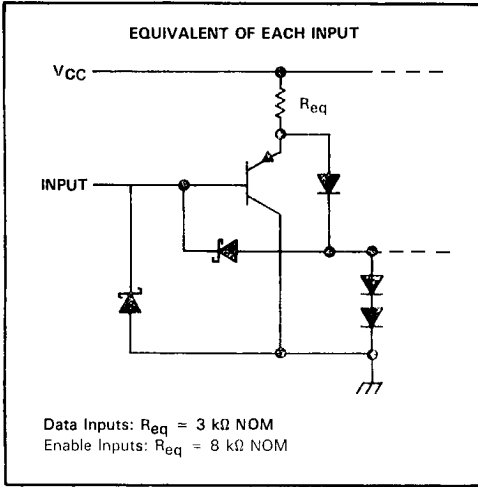 EQUIVALENT OF EACH INPUT
VCC
Req
INPUT
Data Inputs: Req = 3 kΩ NOM
Enable Inputs: Req = 8 kΩ NOM